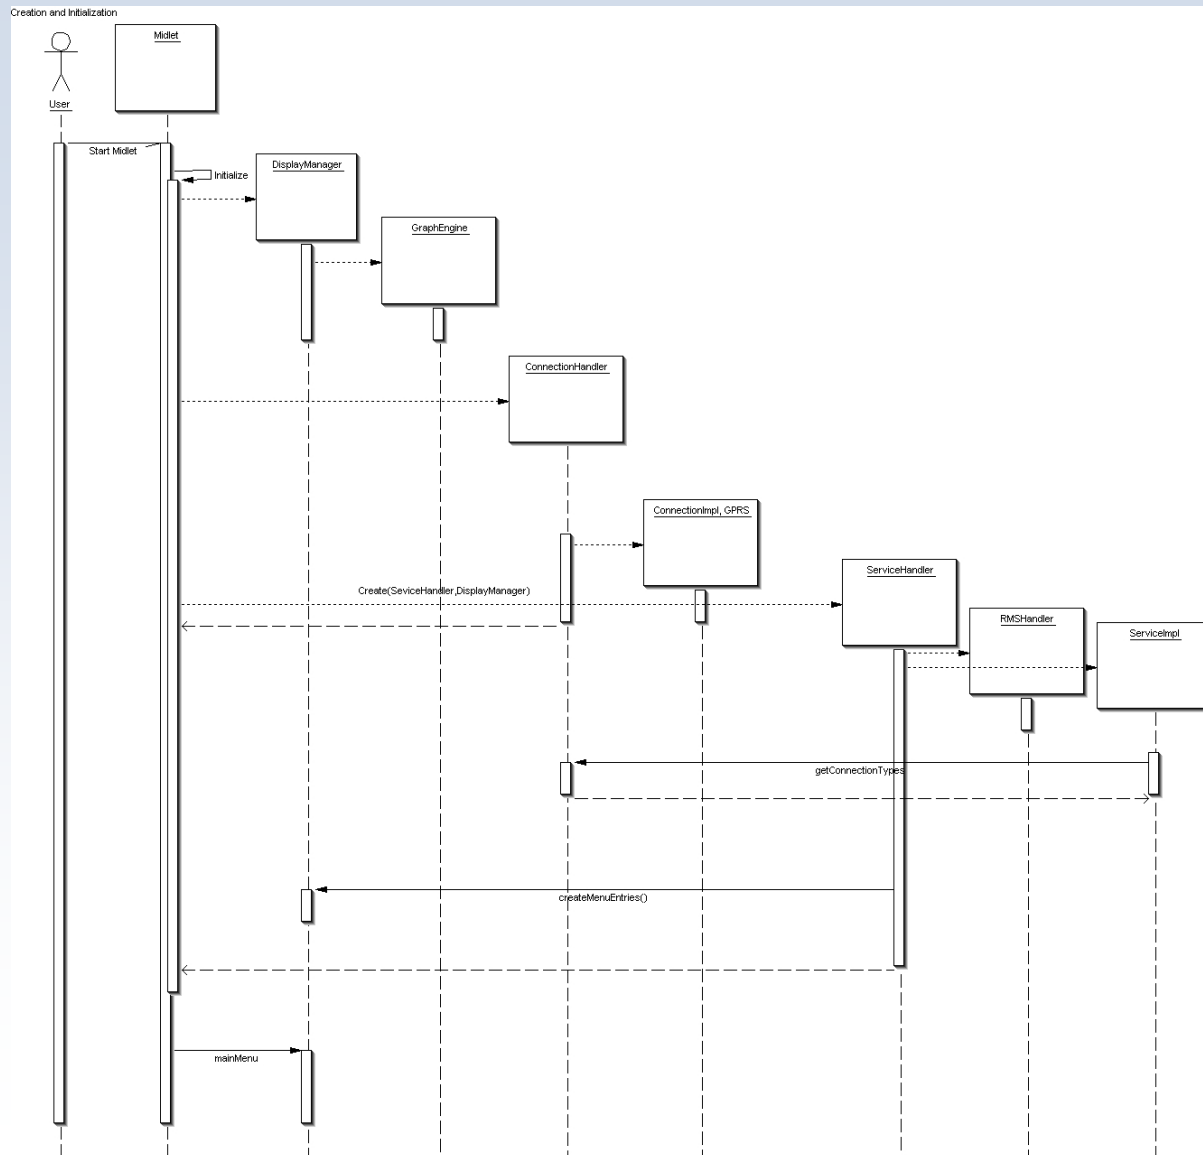 Creation and Initialization
Midlet
User
Start Midlet
DisplayManager
Initialize
GraphEngine
ConnectionHandler
ConnectionImpl, GPRS
ServiceHandler
Create(SeviceHandler,DisplayManager)
RMSHandler
ServiceImpl
getConnectionTypes
createMenuEntries()
mainMenu